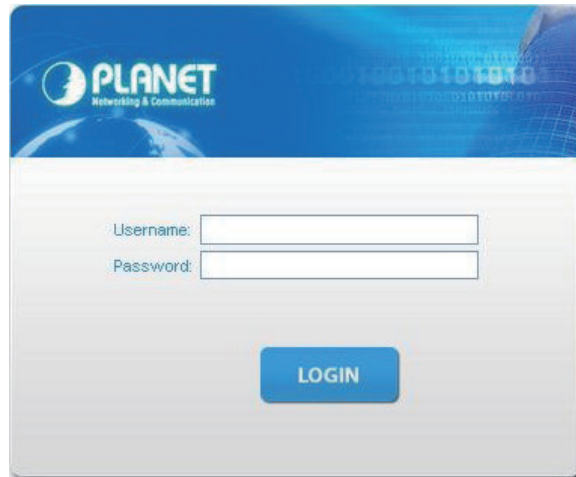 PLANET
Networking & Communication
Username:
Password:
LOGIN